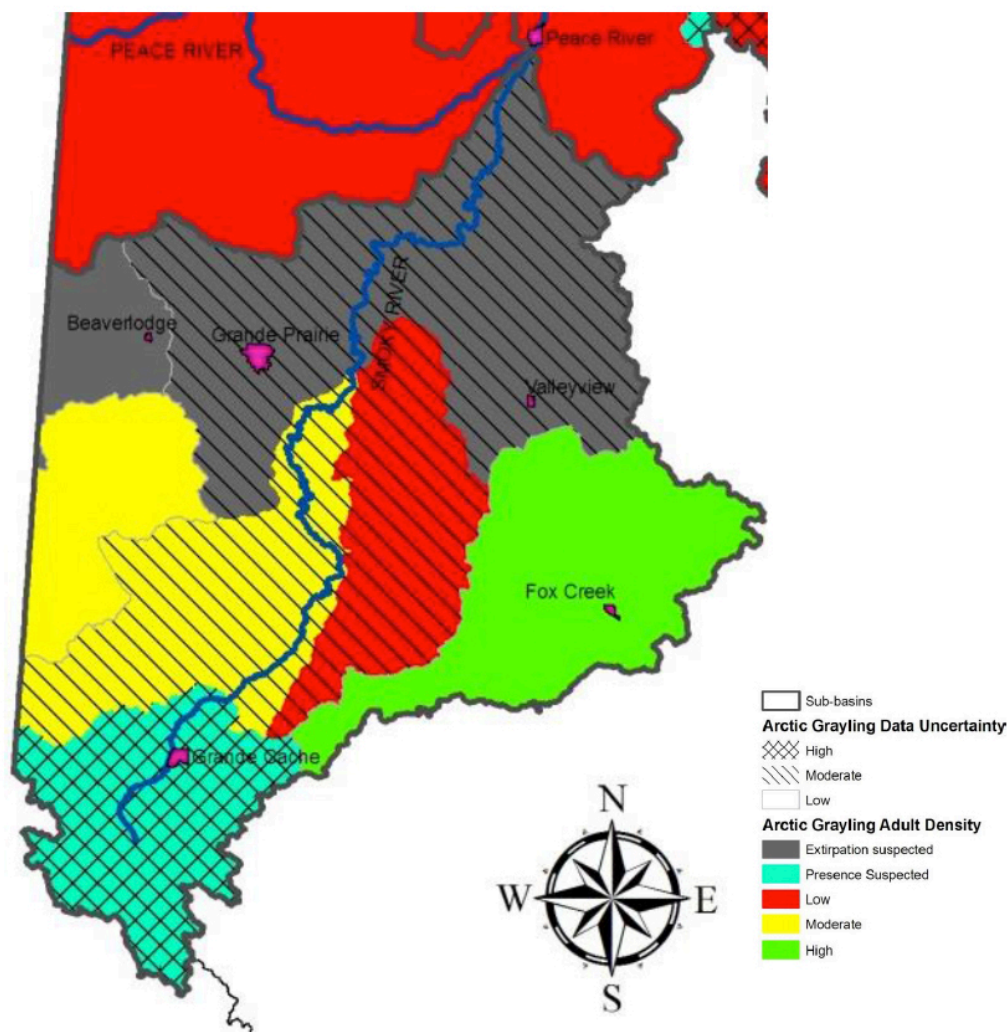 Peace River
PEACE RIVER
SMOKY RIVER
Beaverlodge
Grande Prairie
Valleyview
Fox Creek
Grande Cache
Sub-basins
Arctic Grayling Data Uncertainty
High
Moderate
Low
Arctic Grayling Adult Density
Extirpation suspected
Presence Suspected
Low
Moderate
High
N
W
E
S